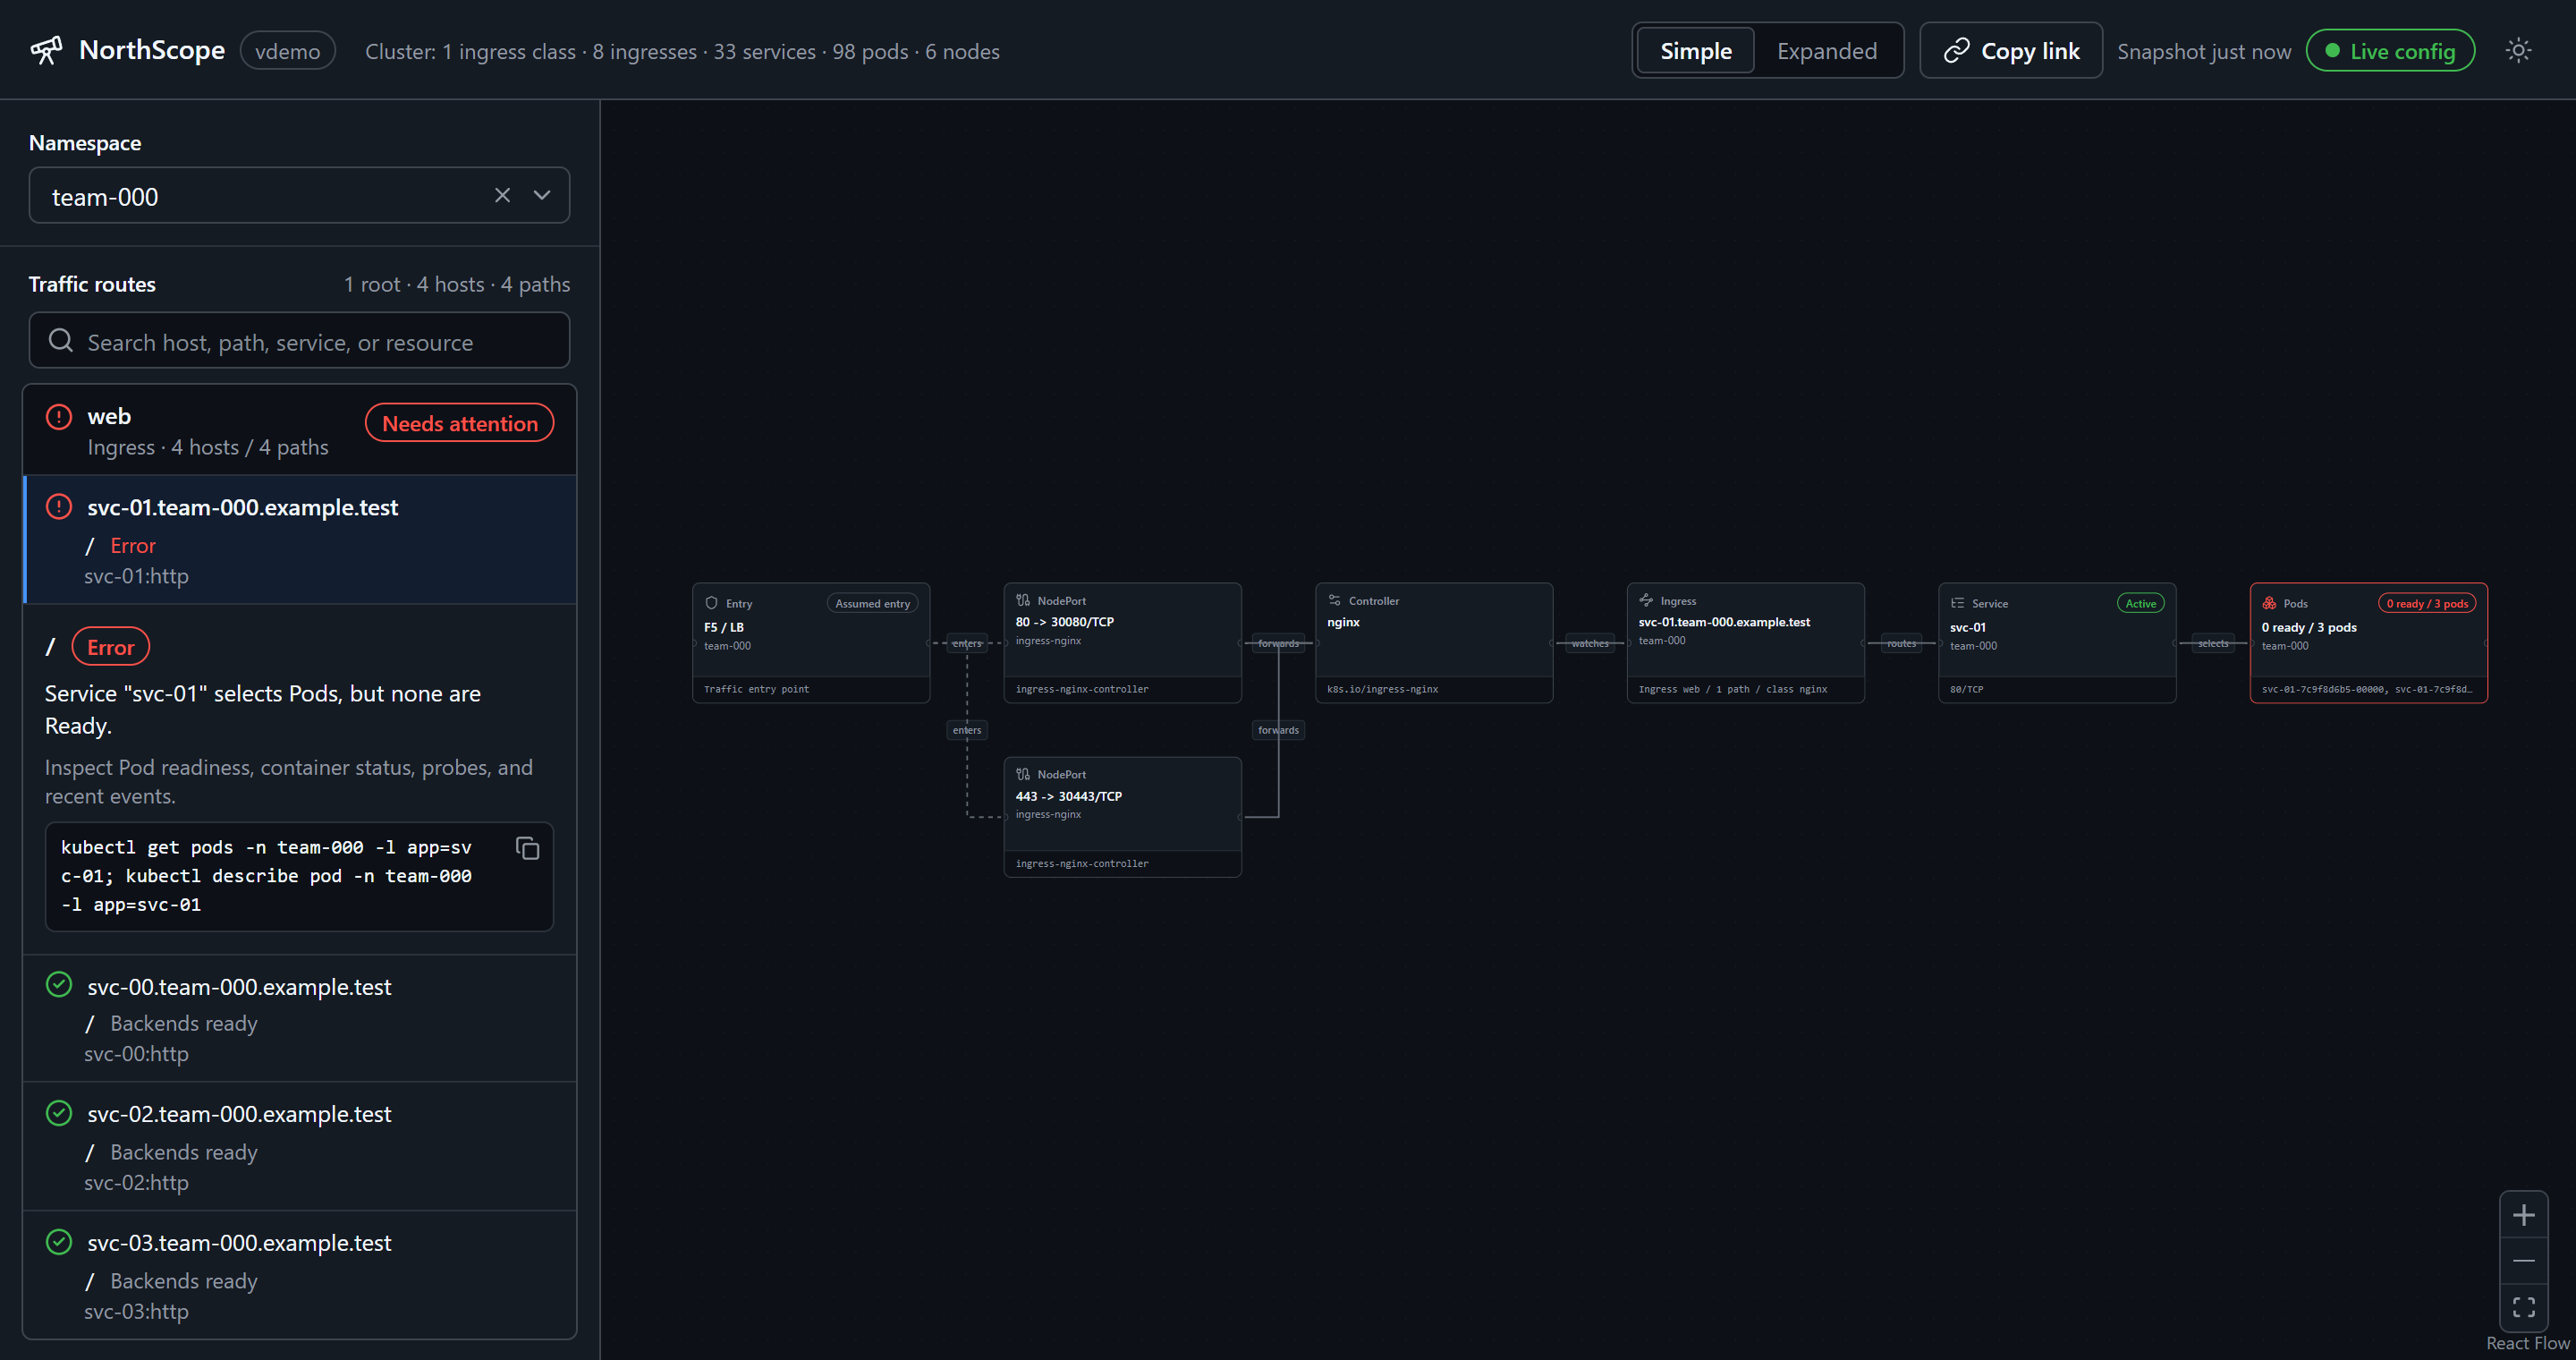 NorthScope
vdemo
Cluster: 1 ingress class · 8 ingresses · 33 services · 98 pods · 6 nodes
Simple
Expanded
Copy link
Snapshot just now
Live config
Namespace
team-000
Traffic routes
1 root · 4 hosts · 4 paths
Search host, path, service, or resource
web
Needs attention
Ingress · 4 hosts / 4 paths
svc-01.team-000.example.test
/ Error
svc-01:http
/ Error
Service "svc-01" selects Pods, but none are
Ready.
Inspect Pod readiness, container status, probes, and
recent events.
kubectl get pods -n team-000 -l app=sv
c-01; kubectl describe pod -n team-000
-l app=svc-01
svc-00.team-000.example.test
/ Backends ready
svc-00:http
svc-02.team-000.example.test
/ Backends ready
svc-02:http
svc-03.team-000.example.test
/ Backends ready
svc-03:http
Entry
Assumed entry
F5 / LB
team-000
Traffic entry point
enters
enters
NodePort
80 -> 30080/TCP
ingress-nginx
ingress-nginx-controller
NodePort
443 -> 30443/TCP
ingress-nginx
ingress-nginx-controller
forwards
forwards
Controller
nginx
k8s.io/ingress-nginx
watches
Ingress
svc-01.team-000.example.test
team-000
Ingress web / 1 path / class nginx
routes
Service
Active
svc-01
team-000
80/TCP
selects
Pods
0 ready / 3 pods
0 ready / 3 pods
team-000
svc-01-7c9f8d6b5-00000, svc-01-7c9f8d…
React Flow